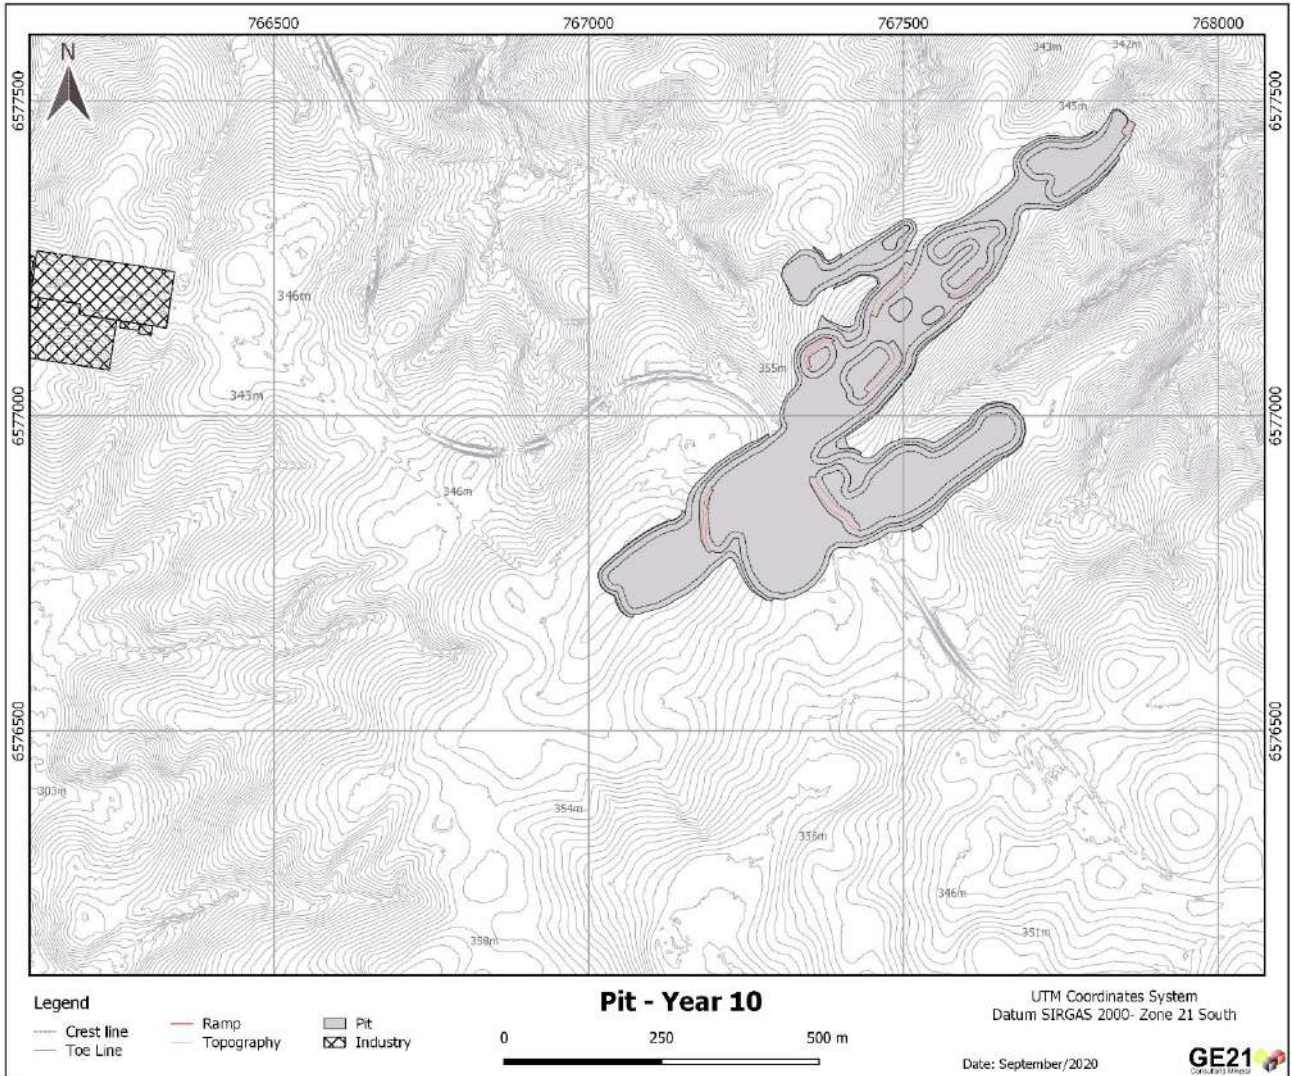 766500 767000 767500 768000
343m 342m
N
6577500 6577500
345m
346m
355m
343m
6577000 6577000
346m
6576500 6576500
303m
354m
336m
346m
351m
358m
Legend
Crest line
Toe Line
Ramp
Topography
Pit
Industry
Pit - Year 10
0 250 500 m
UTM Coordinates System
Datum SIRGAS 2000- Zone 21 South
Date: September/2020
GE21
Consultoria Mineral